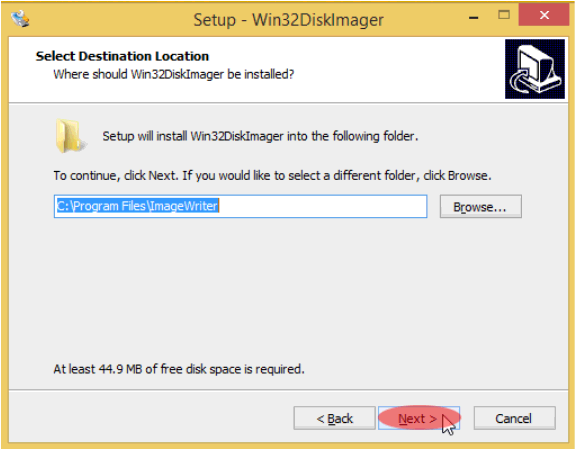 Setup - Win32DiskImager
Select Destination Location
Where should Win32DiskImager be installed?
Setup will install Win32DiskImager into the following folder.
To continue, click Next. If you would like to select a different folder, click Browse.
C:\Program Files\ImageWriter
Browse...
At least 44.9 MB of free disk space is required.
< Back
Next >
Cancel